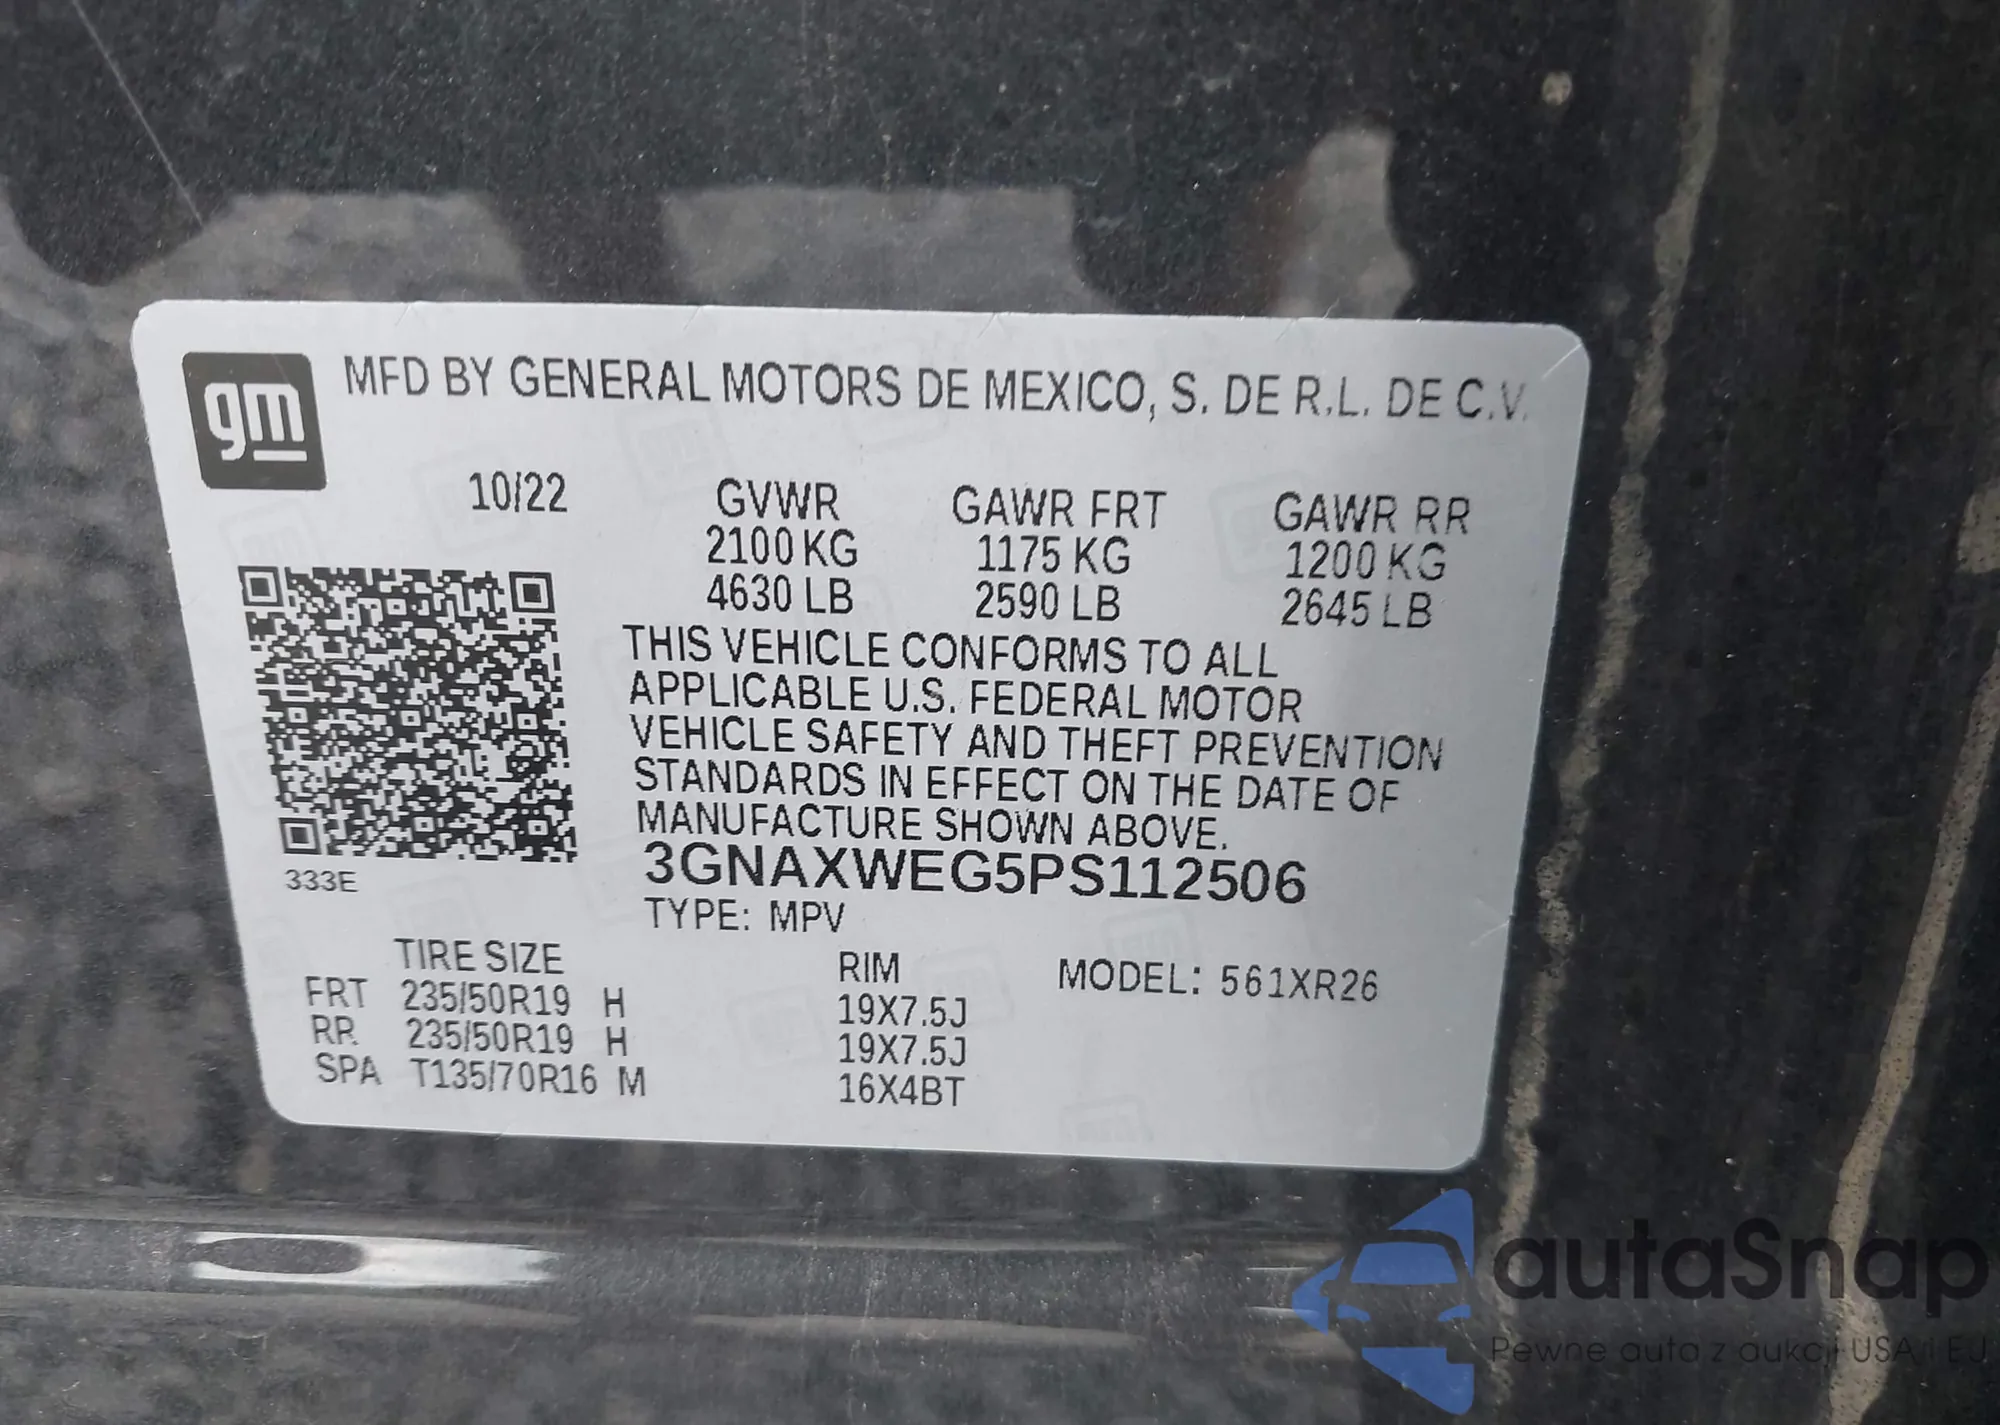 gm
MFD BY GENERAL MOTORS DE MEXICO, S. DE R.L. DE C.V.
10/22 GVWR GAWR FRT GAWR RR
2100 KG 1175 KG 1200 KG
4630 LB 2590 LB 2645 LB
THIS VEHICLE CONFORMS TO ALL
APPLICABLE U.S. FEDERAL MOTOR
VEHICLE SAFETY AND THEFT PREVENTION
STANDARDS IN EFFECT ON THE DATE OF
MANUFACTURE SHOWN ABOVE.
3GNAXWEG5PS112506
333E
TYPE: MPV
TIRE SIZE RIM MODEL: 561XR26
FRT 235/50R19 H 19X7.5J
RR 235/50R19 H 19X7.5J
SPA T135/70R16 M 16X4BT
autaSnap
Pewne auta z aukcji USA i EU